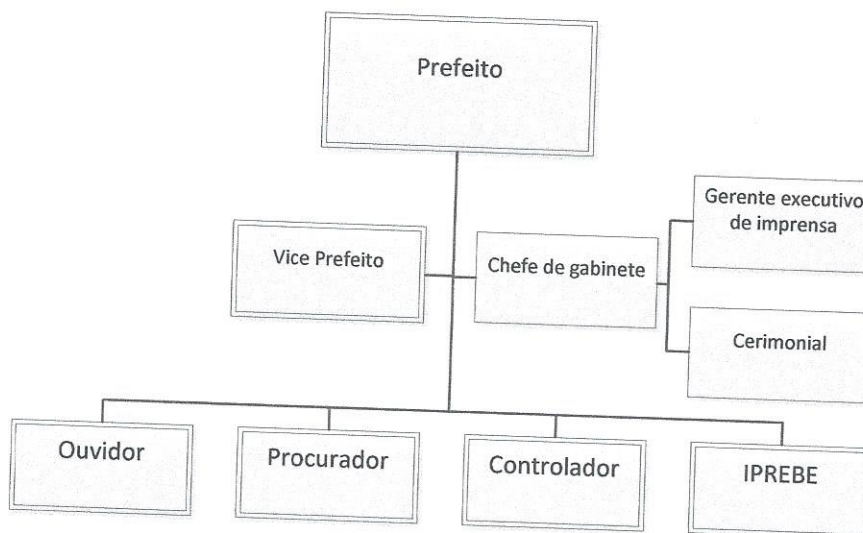 Prefeito
Gerente executivo
de imprensa
Vice Prefeito
Chefe de gabinete
Cerimonial
Ouvidor
Procurador
Controlador
IPREBE